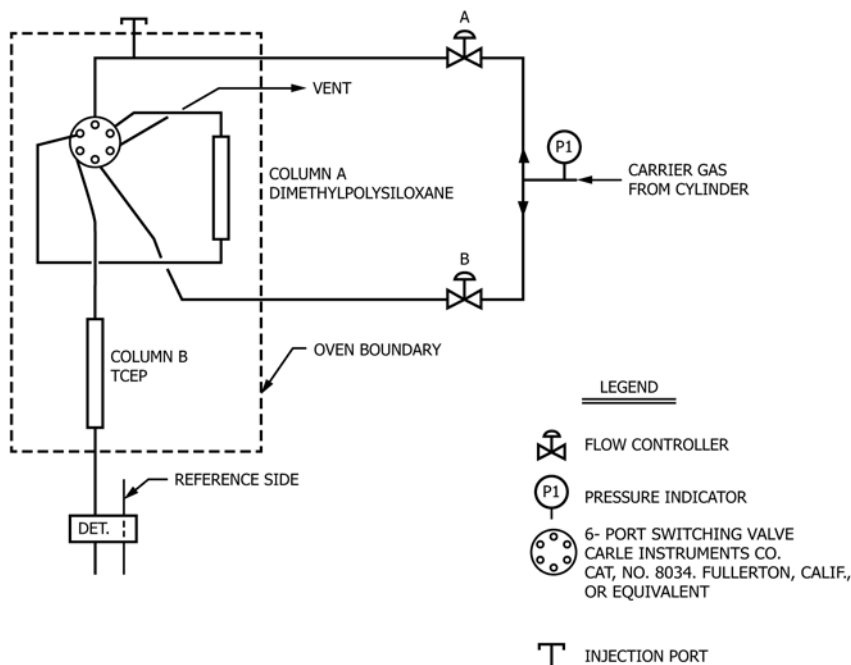 A
VENT
P1
COLUMN A
DIMETHYLPOLYSILOXANE
CARRIER GAS
FROM CYLINDER
B
COLUMN B
TCEP
OVEN BOUNDARY
LEGEND
FLOW CONTROLLER
REFERENCE SIDE
P1
PRESSURE INDICATOR
DET.
6- PORT SWITCHING VALVE
CARLE INSTRUMENTS CO.
CAT, NO. 8034. FULLERTON, CALIF.,
OR EQUIVALENT
INJECTION PORT